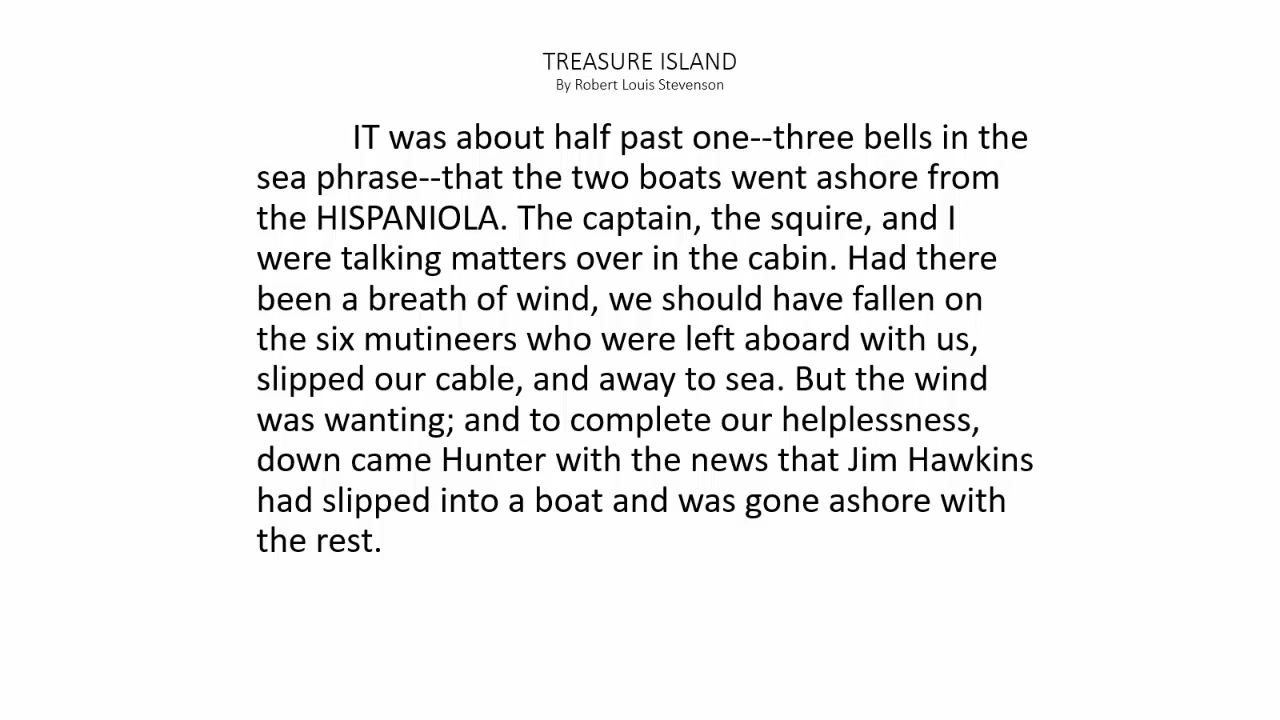 TREASURE ISLAND
By Robert Louis Stevenson
IT was about half past one--three bells in the
sea phrase--that the two boats went ashore from
the HISPANIOLA. The captain, the squire, and I
were talking matters over in the cabin. Had there
been a breath of wind, we should have fallen on
the six mutineers who were left aboard with us,
slipped our cable, and away to sea. But the wind
was wanting; and to complete our helplessness,
down came Hunter with the news that Jim Hawkins
had slipped into a boat and was gone ashore with
the rest.